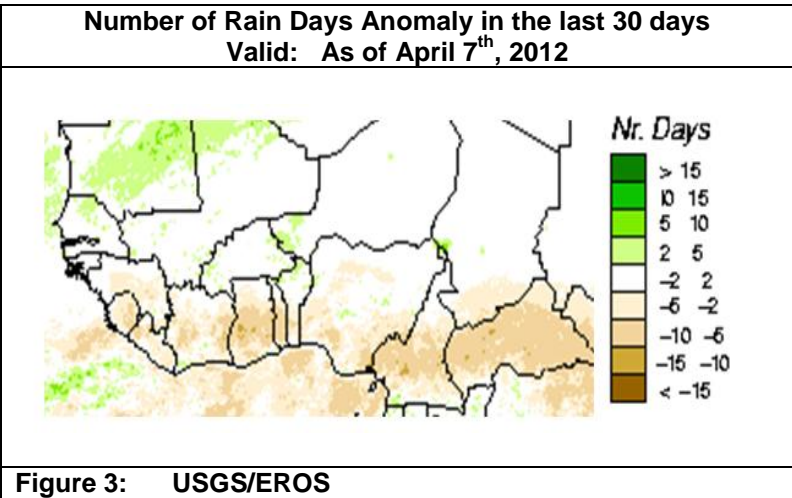 Number of Rain Days Anomaly in the last 30 days
Valid: As of April 7th, 2012
Nr. Days
> 15
10 15
5 10
2 5
-2 2
-5 -2
-10 -5
-15 -10
< -15
Figure 3: USGS/EROS